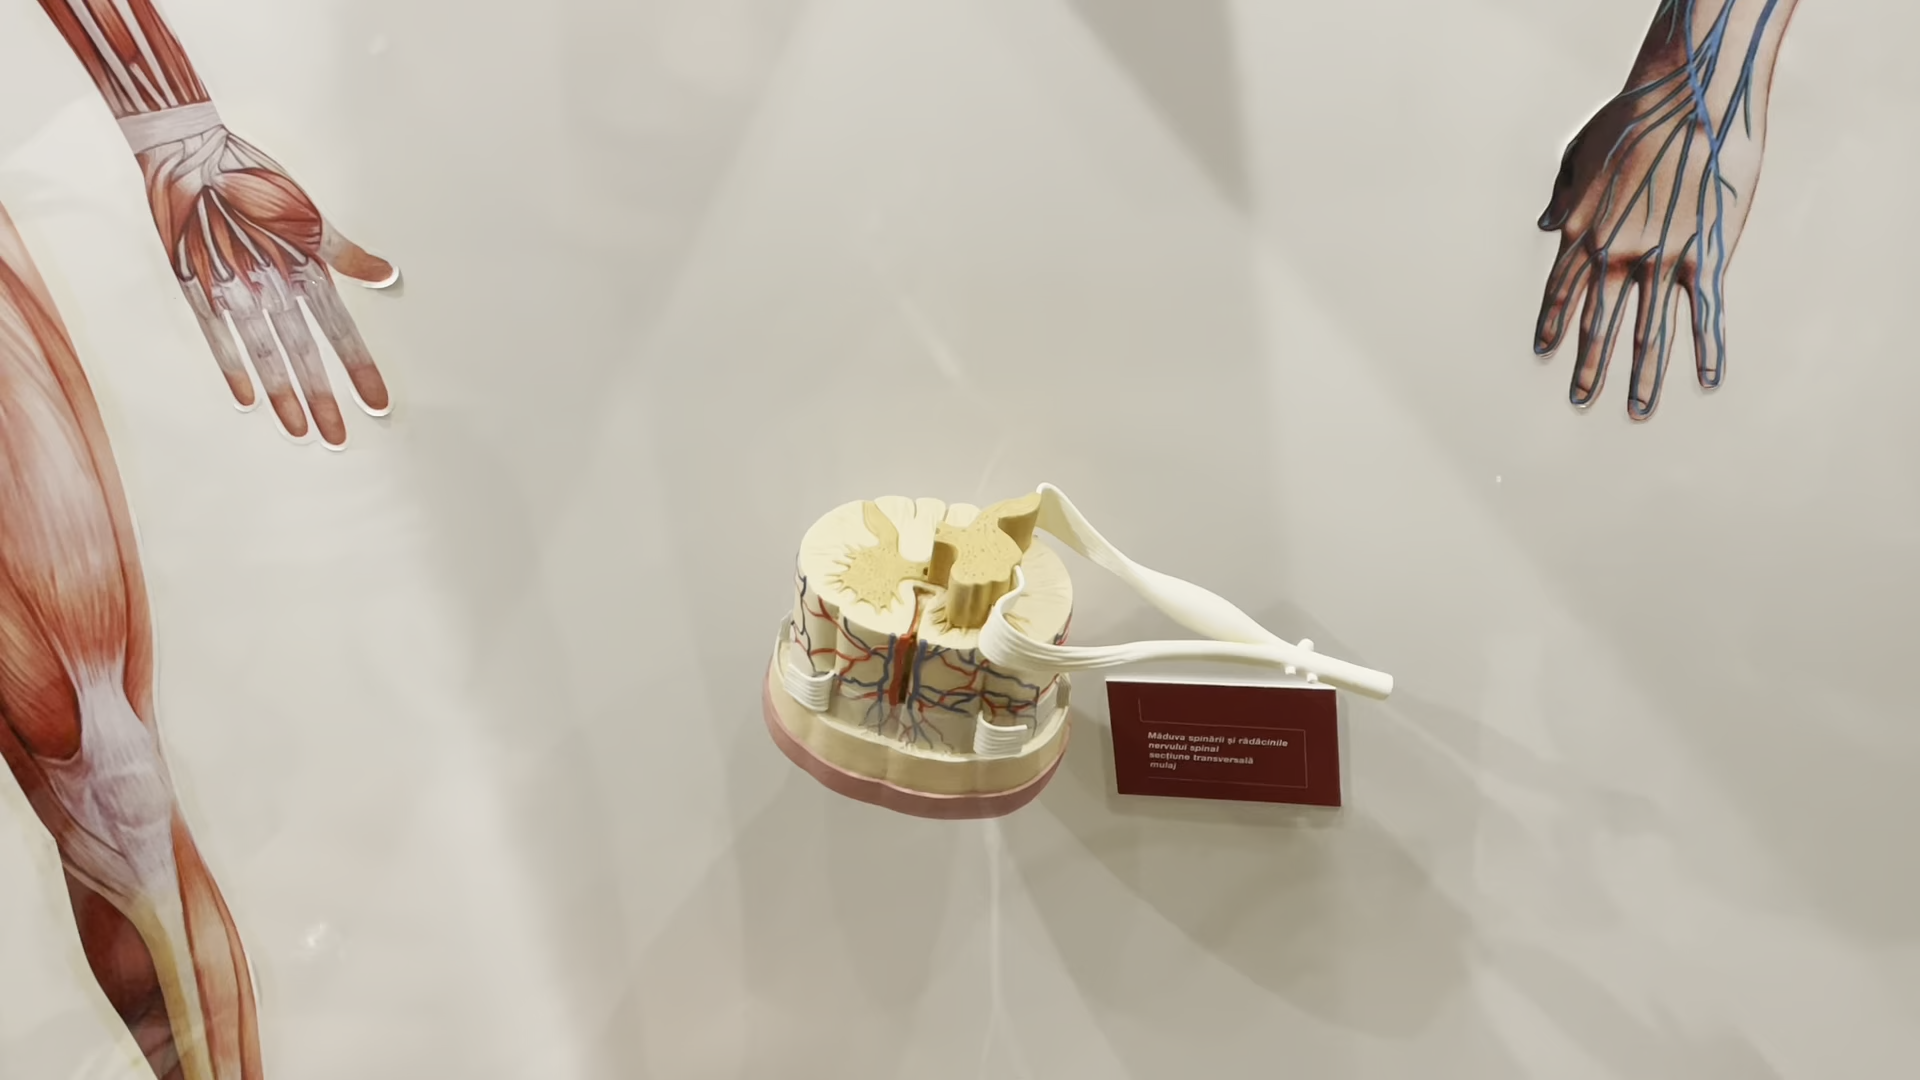 Măduva spinării și rădăcinile
nervului spinal
secțiune transversală
mulaj